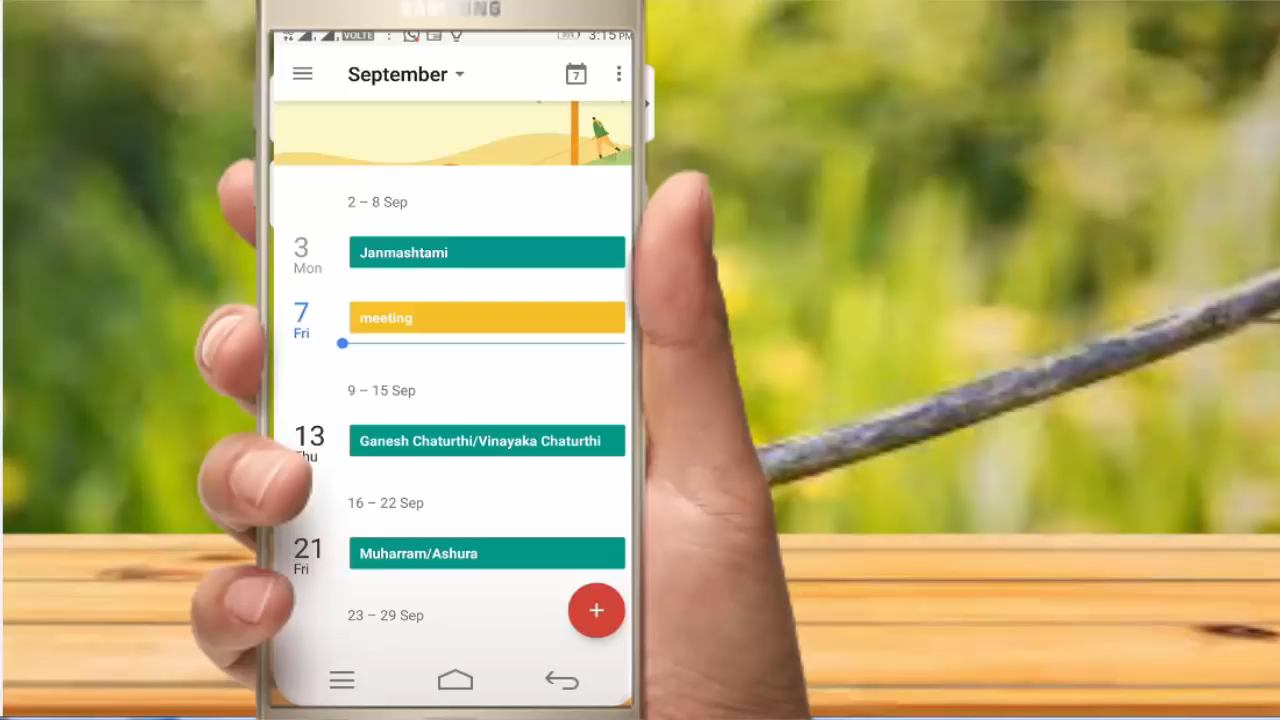 SAMSUNG
VOLTE 3:15 PM
September
7
2 – 8 Sep
3
Mon
Janmashtami
7
Fri
meeting
9 – 15 Sep
13
Thu
Ganesh Chaturthi/Vinayaka Chaturthi
16 – 22 Sep
21
Fri
Muharram/Ashura
23 – 29 Sep